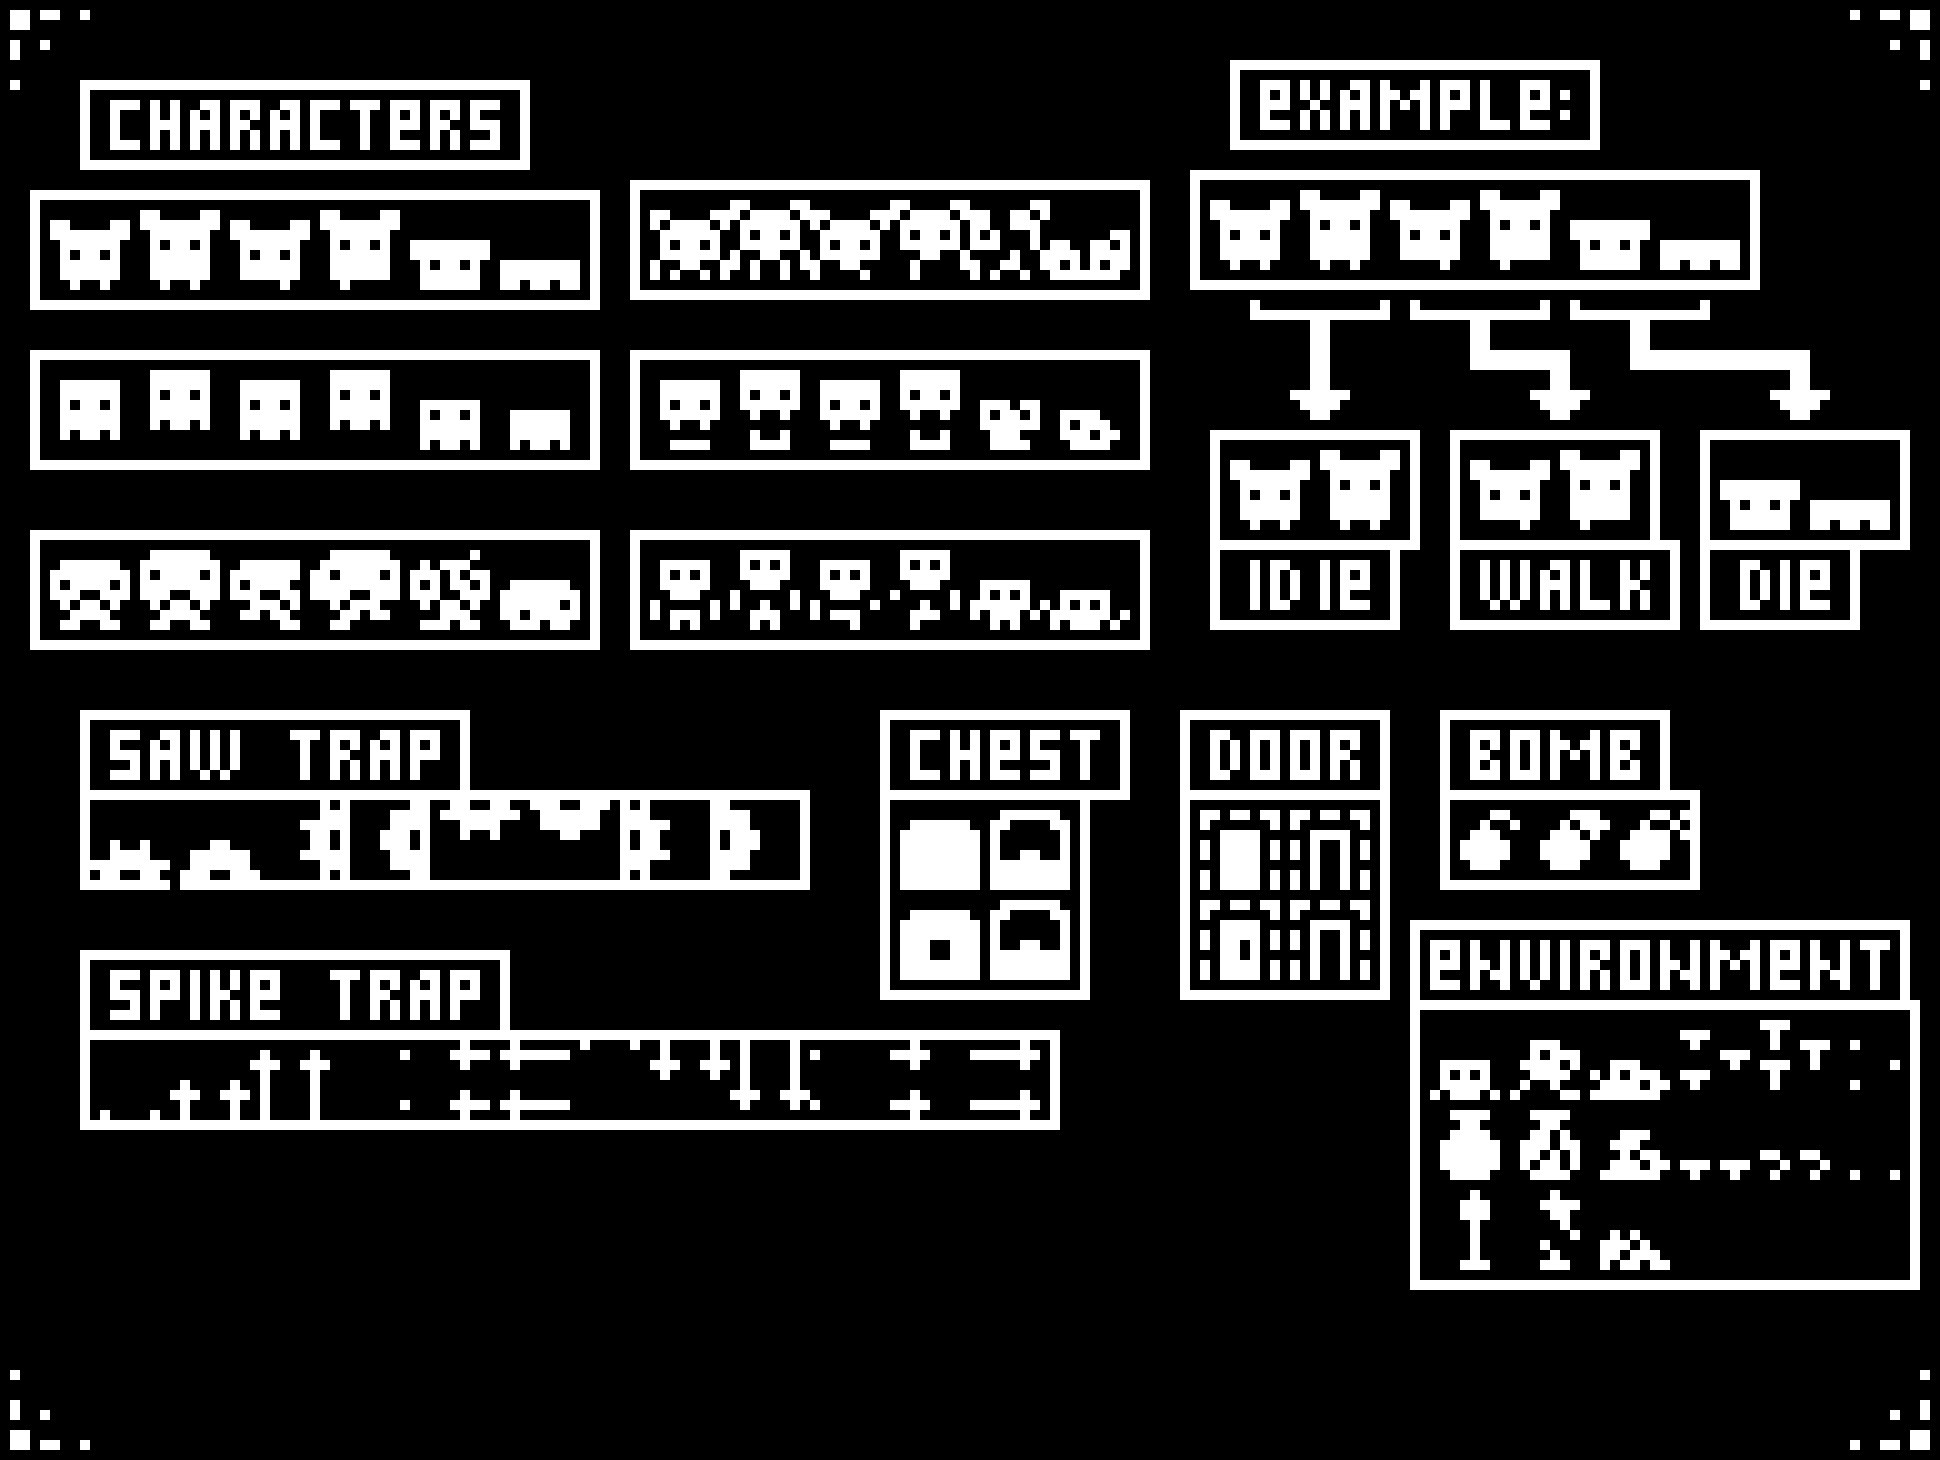 CHARACTERS
eXAMPLe:
IDle
WALK
DIe
SAW TRAP
CHeST
DOOR
BOMB
SPIKe TRAP
eNVIRONMeNT